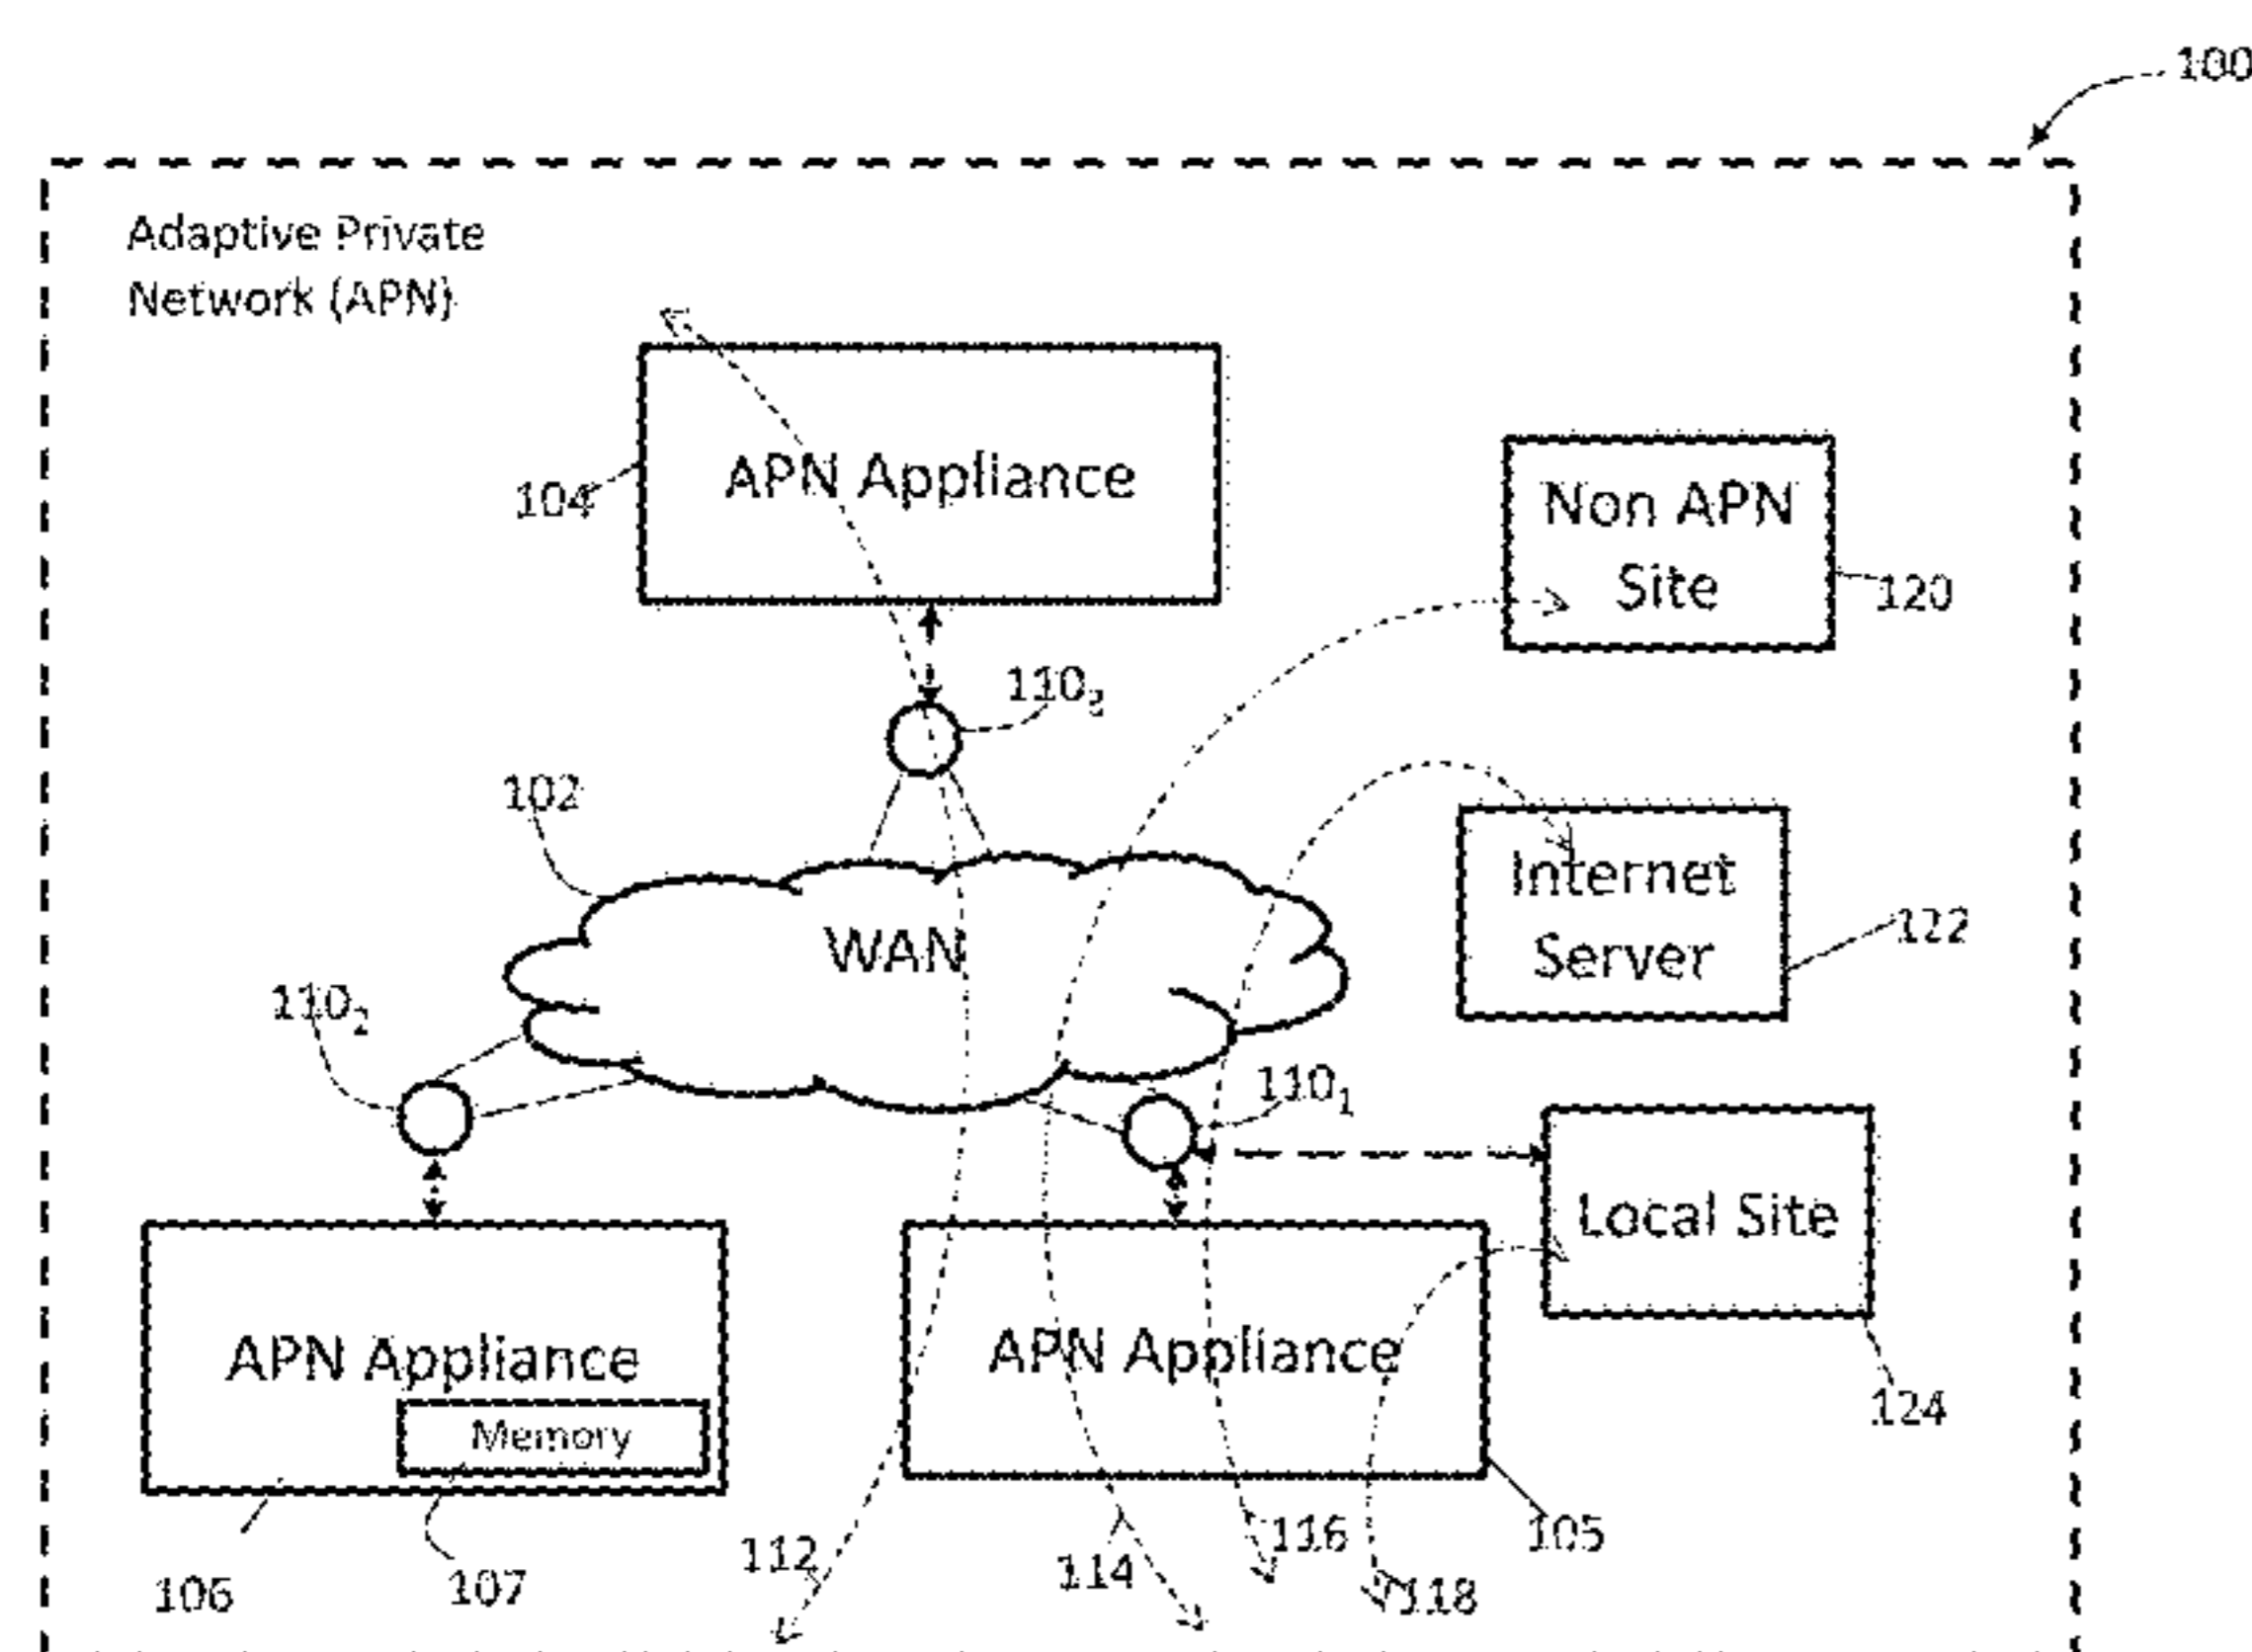 100
Adaptive Private
Network (APN)
APN Appliance
104
Non APN
Site
120
110₃
102
WAN
Internet
Server
122
110₂
110₁
Local Site
APN Appliance
Memory
APN Appliance
124
112
114
116
118
105
106
107